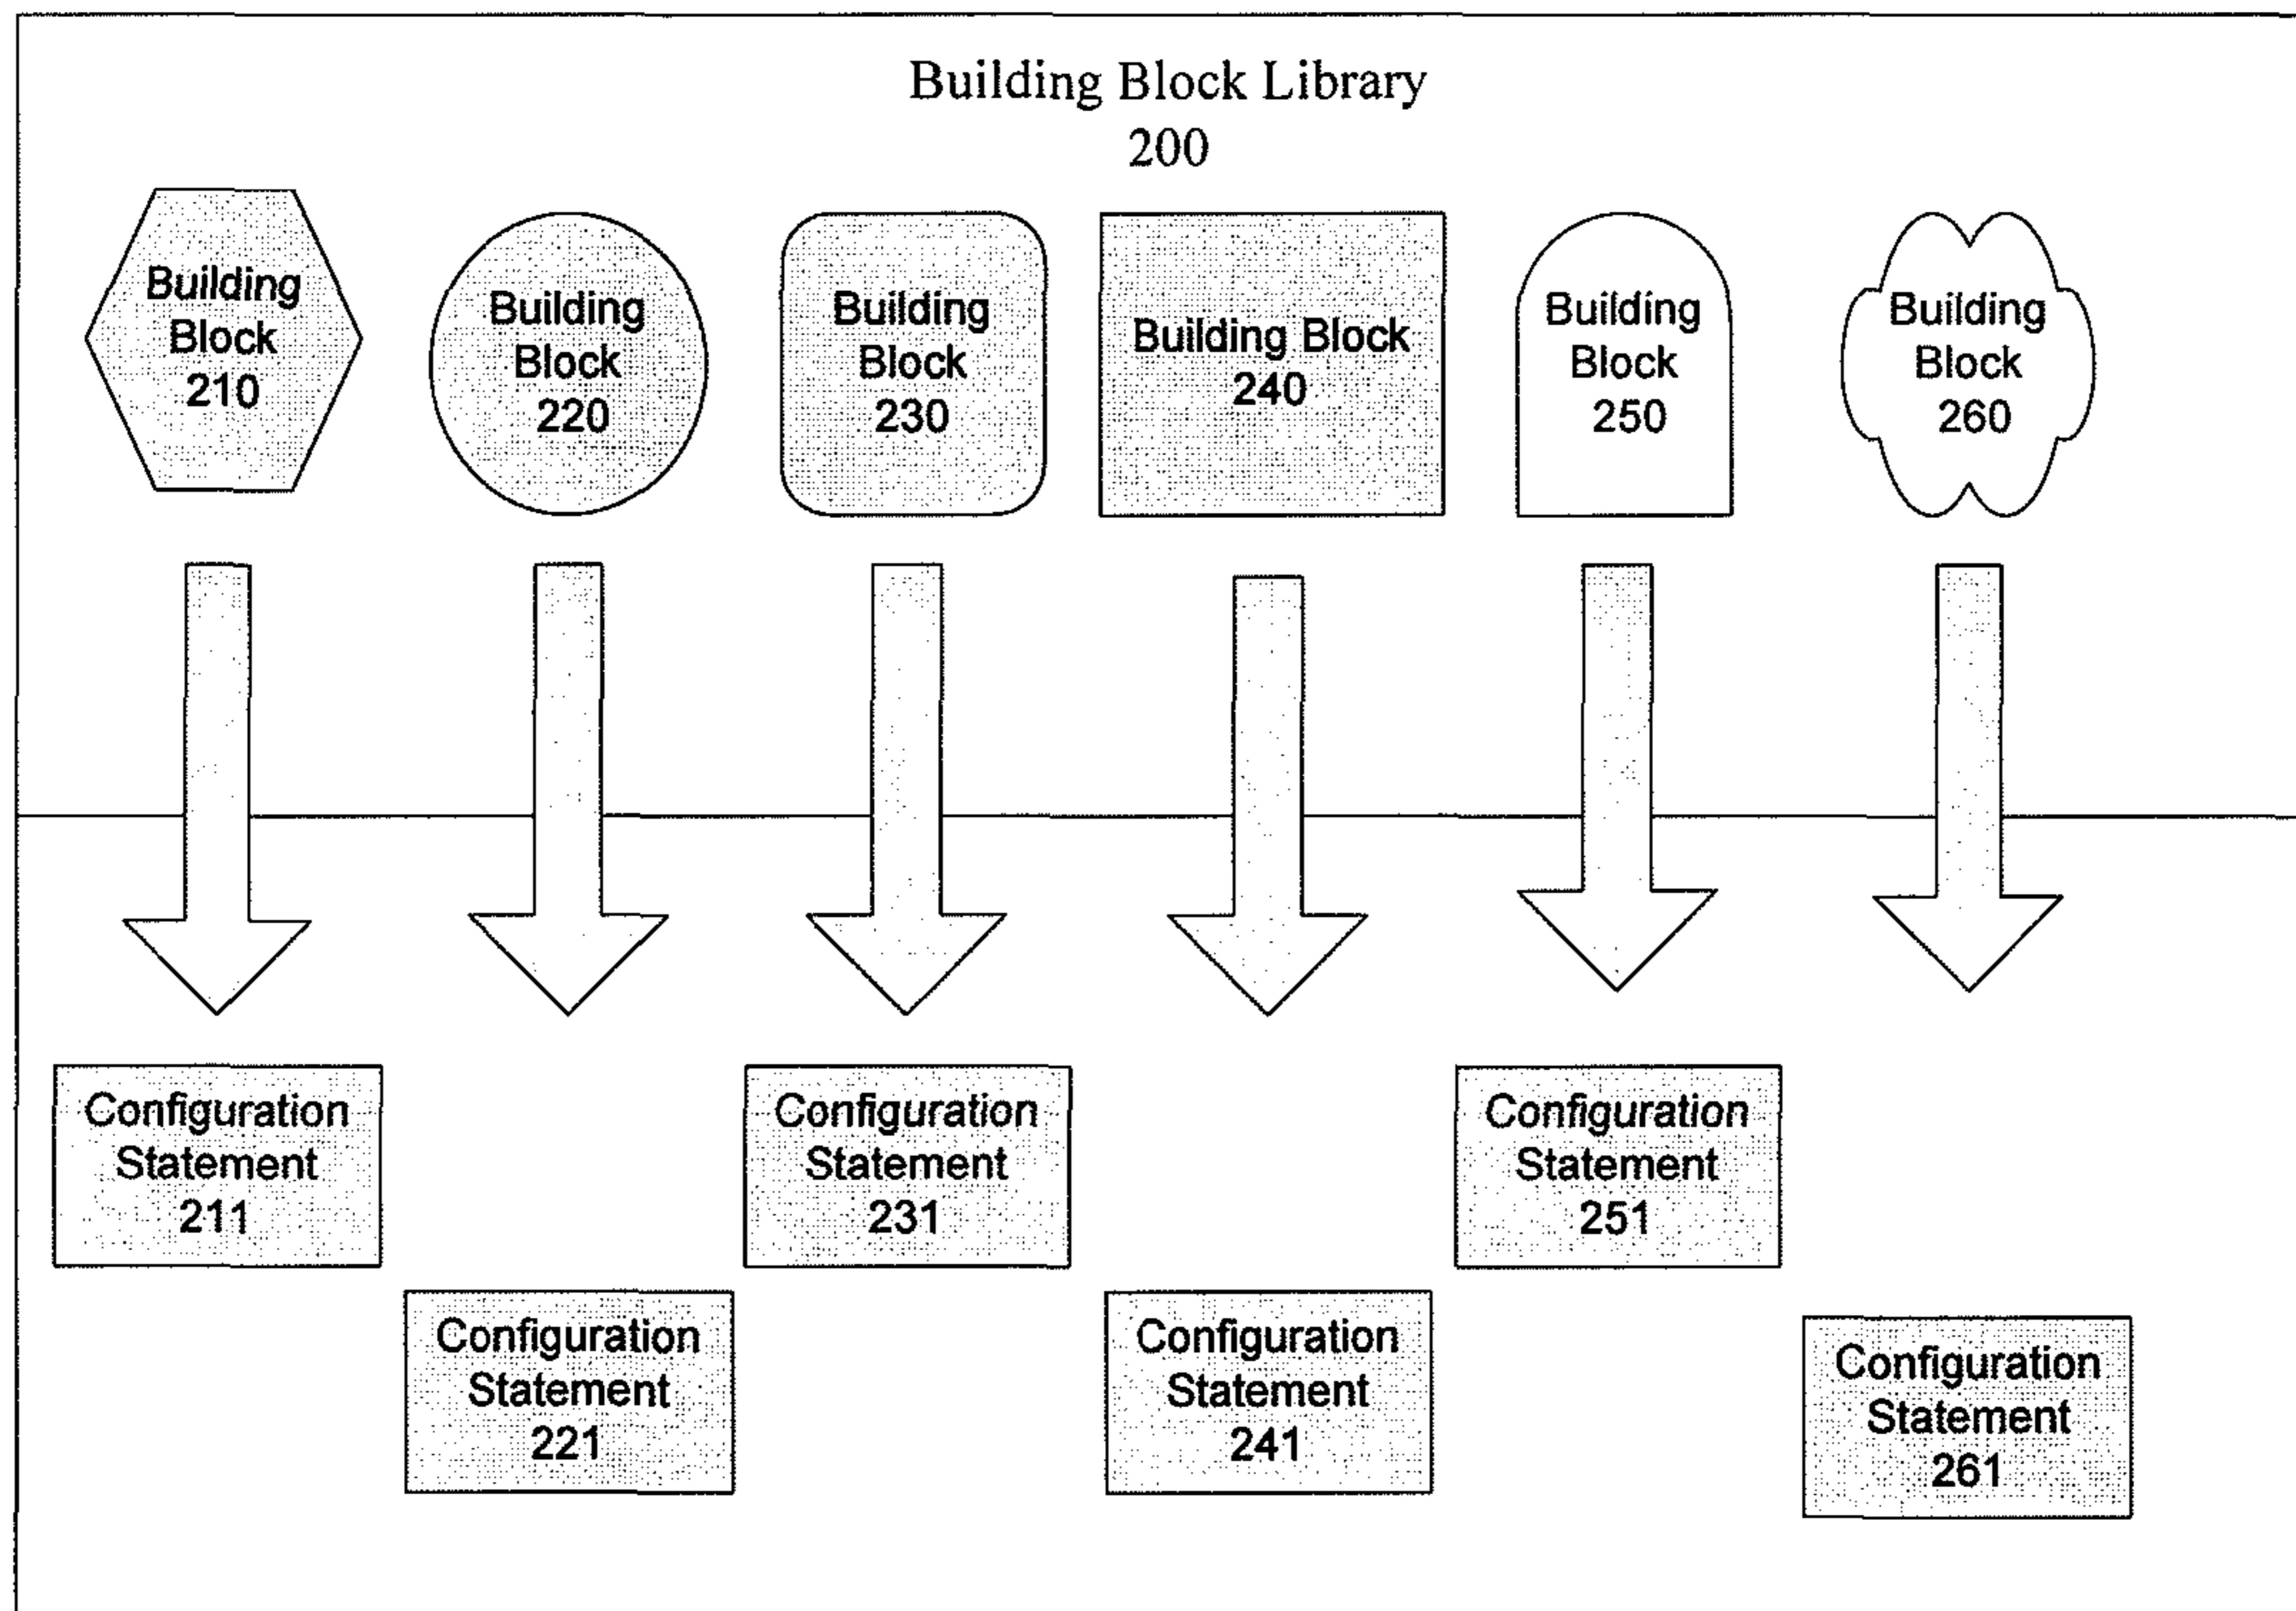 Building Block Library
200
Building
Block
210
Building
Block
220
Building
Block
230
Building Block
240
Building
Block
250
Building
Block
260
Configuration
Statement
211
Configuration
Statement
221
Configuration
Statement
231
Configuration
Statement
241
Configuration
Statement
251
Configuration
Statement
261